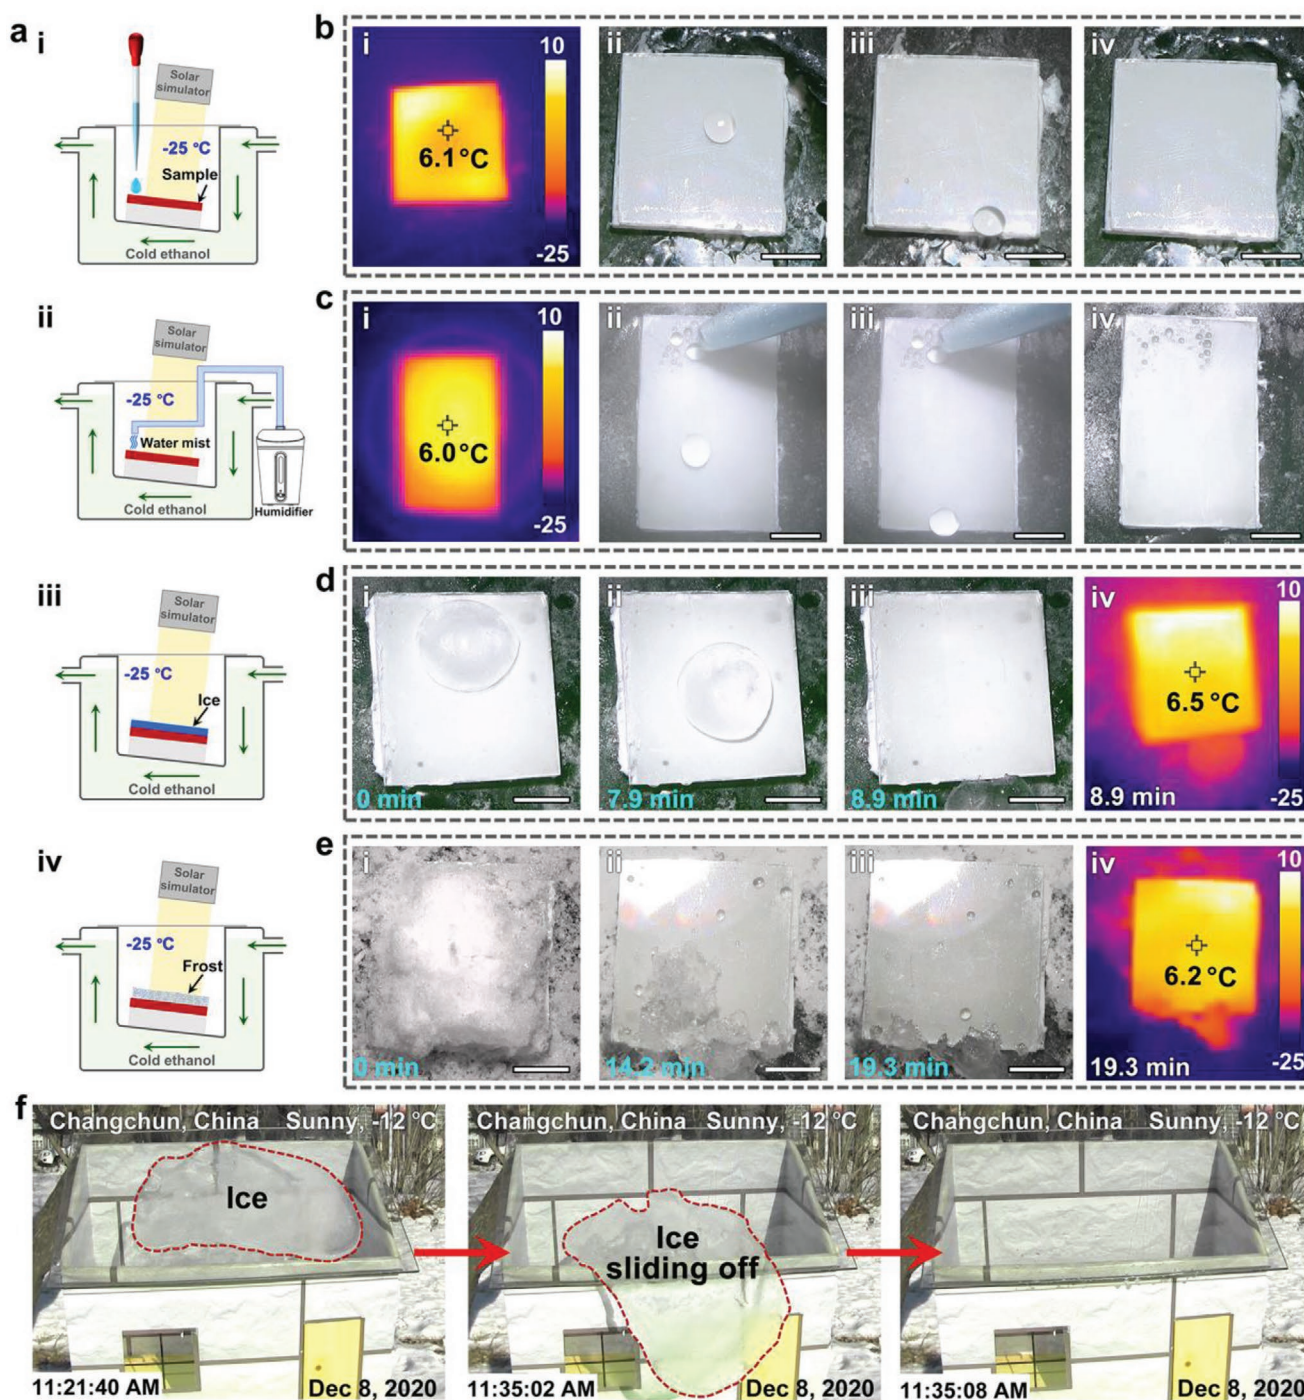 a
i
Solar
simulator
-25 °C
Sample
Cold ethanol
ii
Solar
simulator
-25 °C
Water mist
Cold ethanol
Humidifier
iii
Solar
simulator
-25 °C
Ice
Cold ethanol
iv
Solar
simulator
-25 °C
Frost
Cold ethanol
b
i
10
6.1 °C
-25
ii
iii
iv
c
i
10
6.0 °C
-25
ii
iii
iv
d
i
0 min
ii
7.9 min
iii
8.9 min
iv
10
6.5 °C
8.9 min
-25
e
i
0 min
ii
14.2 min
iii
19.3 min
iv
10
6.2 °C
19.3 min
-25
f
Changchun, China Sunny, -12 °C
Ice
11:21:40 AM Dec 8, 2020
Changchun, China Sunny, -12 °C
Ice
sliding off
11:35:02 AM Dec 8, 2020
Changchun, China Sunny, -12 °C
11:35:08 AM Dec 8, 2020